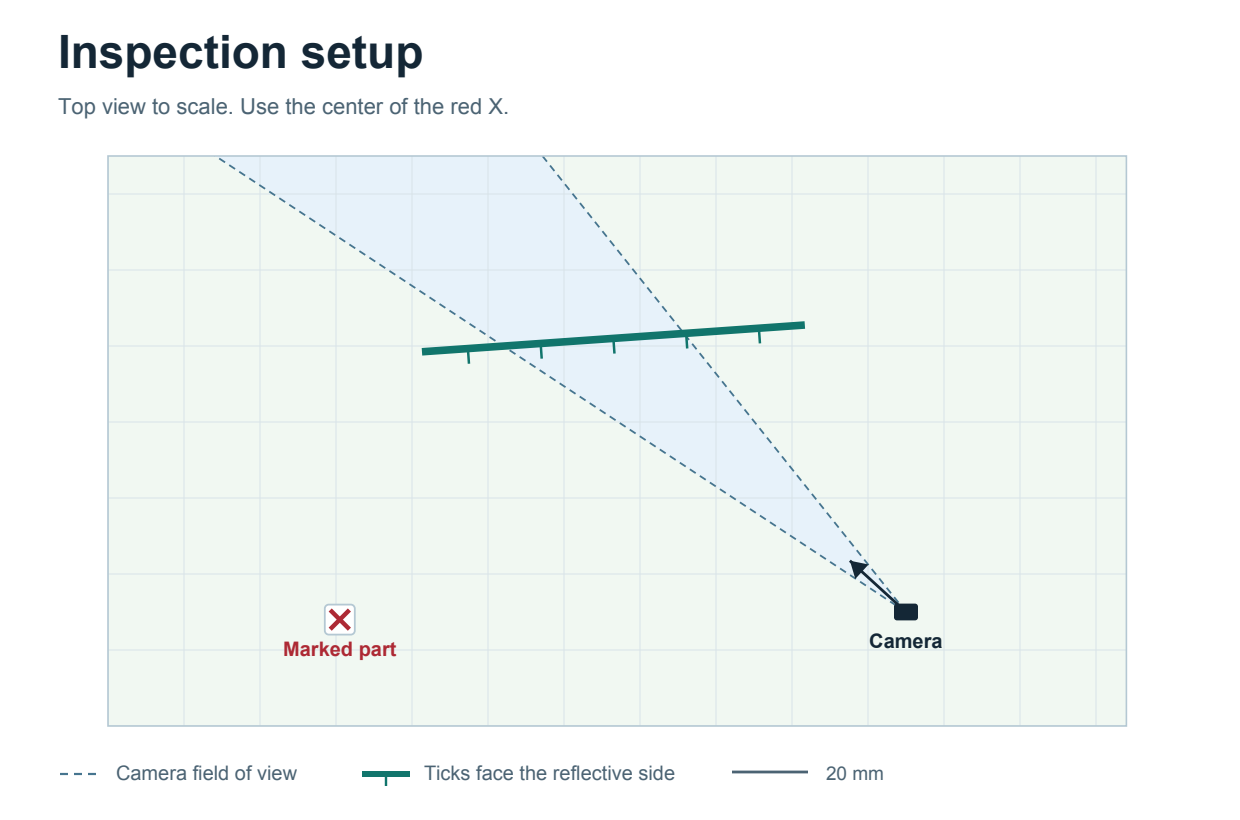 Inspection setup
Top view to scale. Use the center of the red X.
Marked part
Camera
Camera field of view
Ticks face the reflective side
20 mm